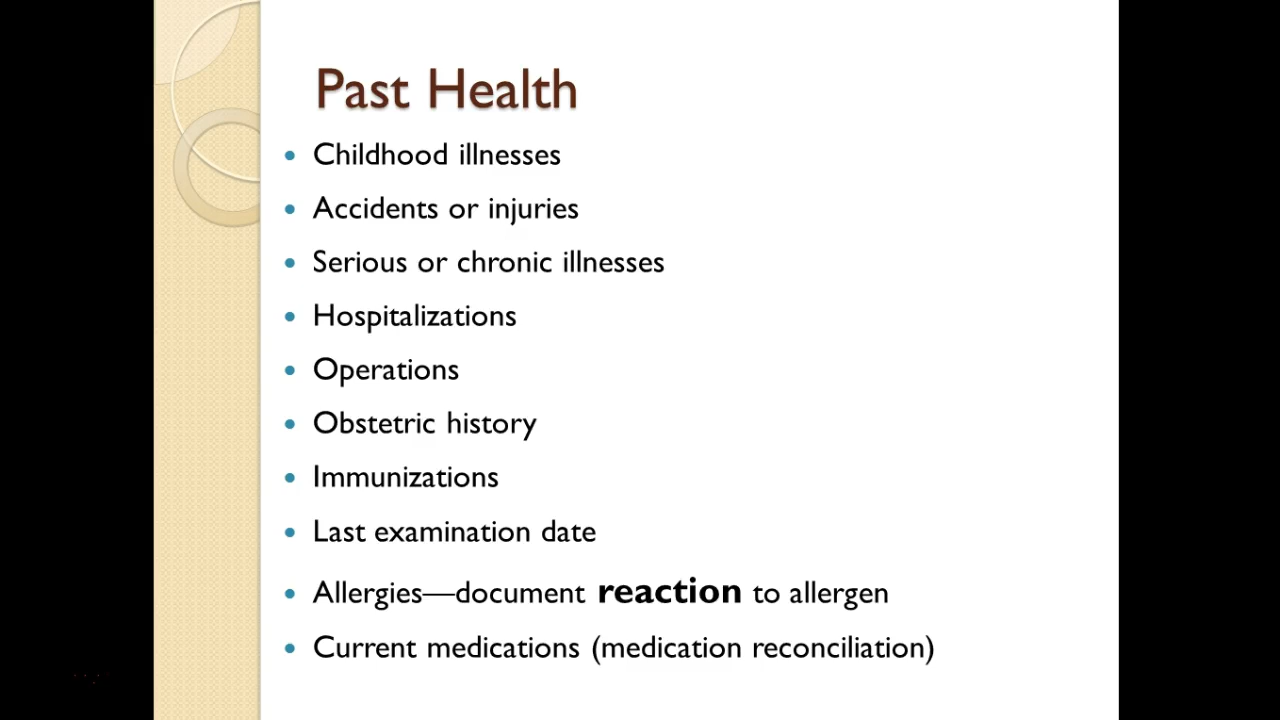 Past Health
• Childhood illnesses
• Accidents or injuries
• Serious or chronic illnesses
• Hospitalizations
• Operations
• Obstetric history
• Immunizations
• Last examination date
• Allergies—document reaction to allergen
• Current medications (medication reconciliation)